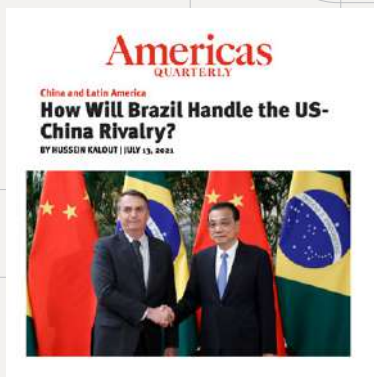 Americas
QUARTERLY
China and Latin America
How Will Brazil Handle the US-
China Rivalry?
BY HUSSEIN KALOUT | JULY 13, 2021